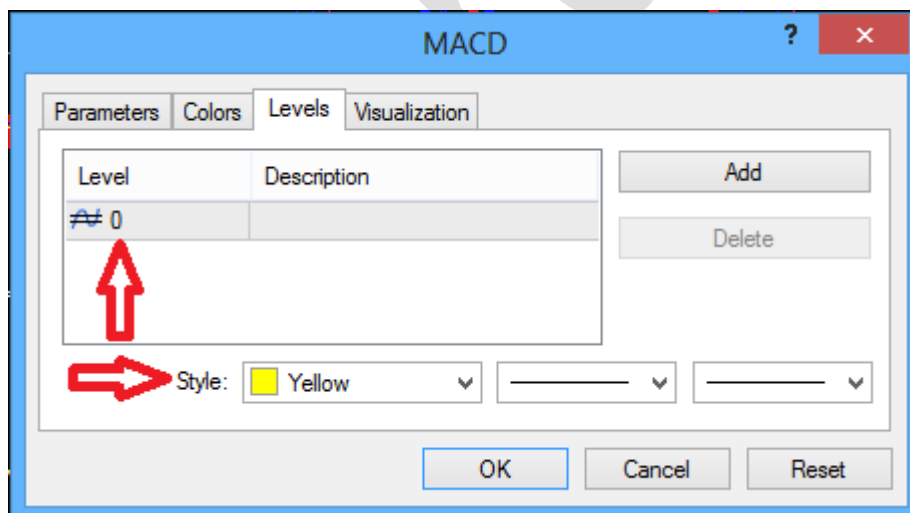 MACD ?
Parameters Colors Levels Visualization
Level Description Add
0
Delete
Style: Yellow
OK Cancel Reset